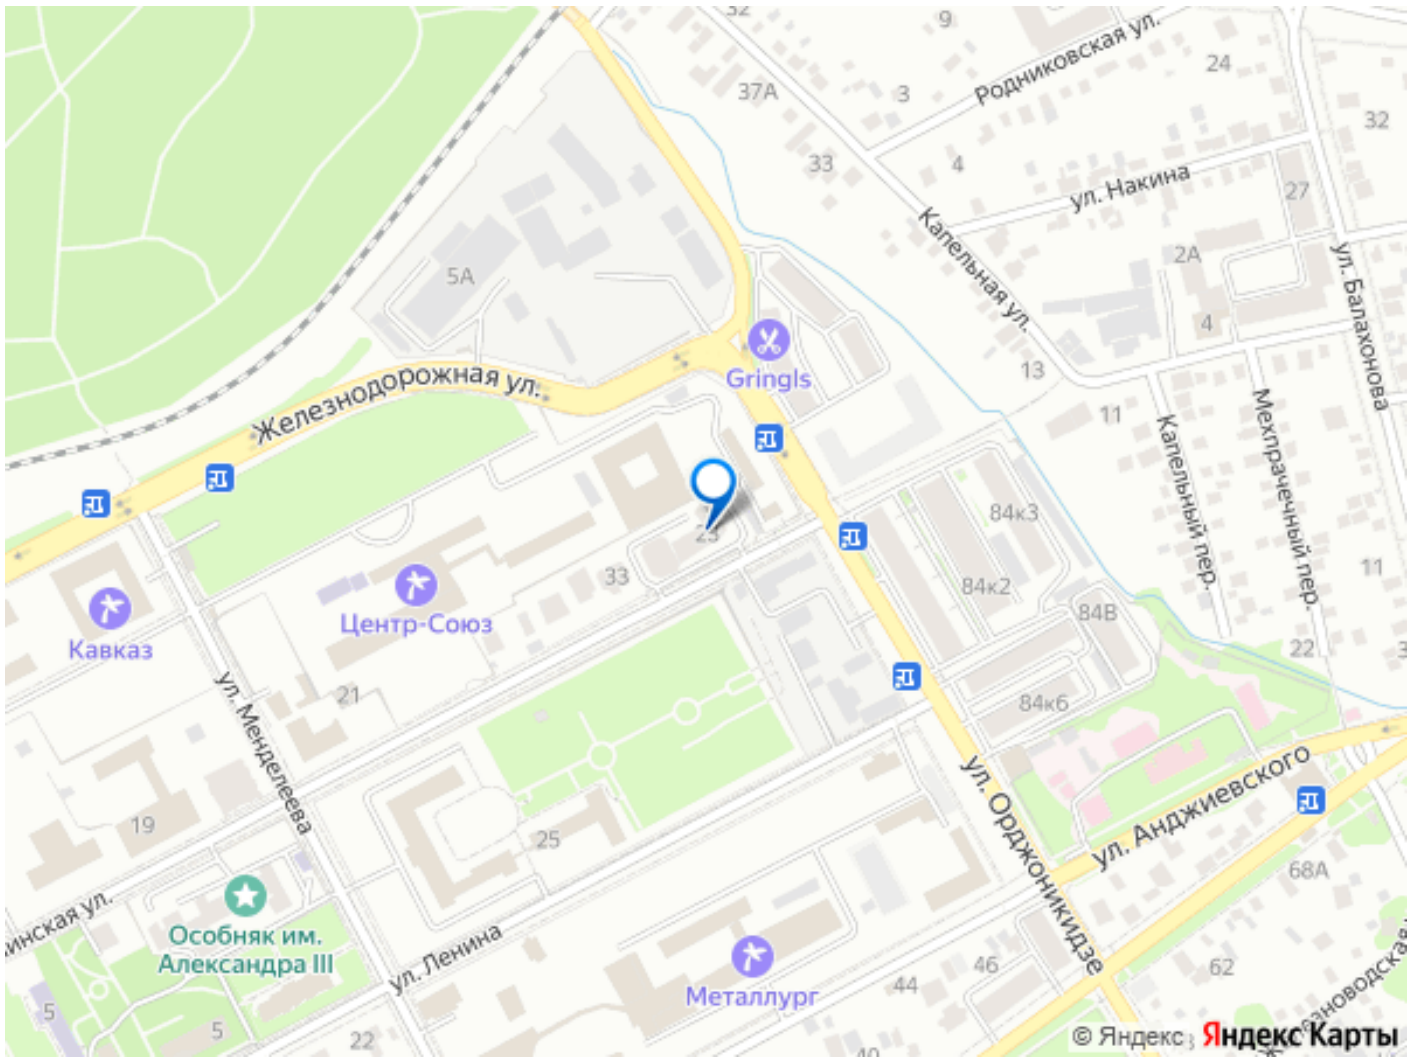 32
9
Родниковская ул.
24
37А
3
32
33
4
ул. Накина
27
Капельная ул.
2А
ул. Балахонова
5А
4
Gringls
13
Железнодорожная ул.
11
Капельный пер.
Мехпрачечный пер.
84к3
23
33
84к2
11
84В
Центр-Союз
Кавказ
22
21
84к6
ул. Менделеева
ул. Орджоникидзе
ул. Анджиевского
19
25
68А
Особняк им.
Александра III
ул. Ленина
46
62
44
Металлург
5
5
22
40
© Яндекс
Яндекс Карты